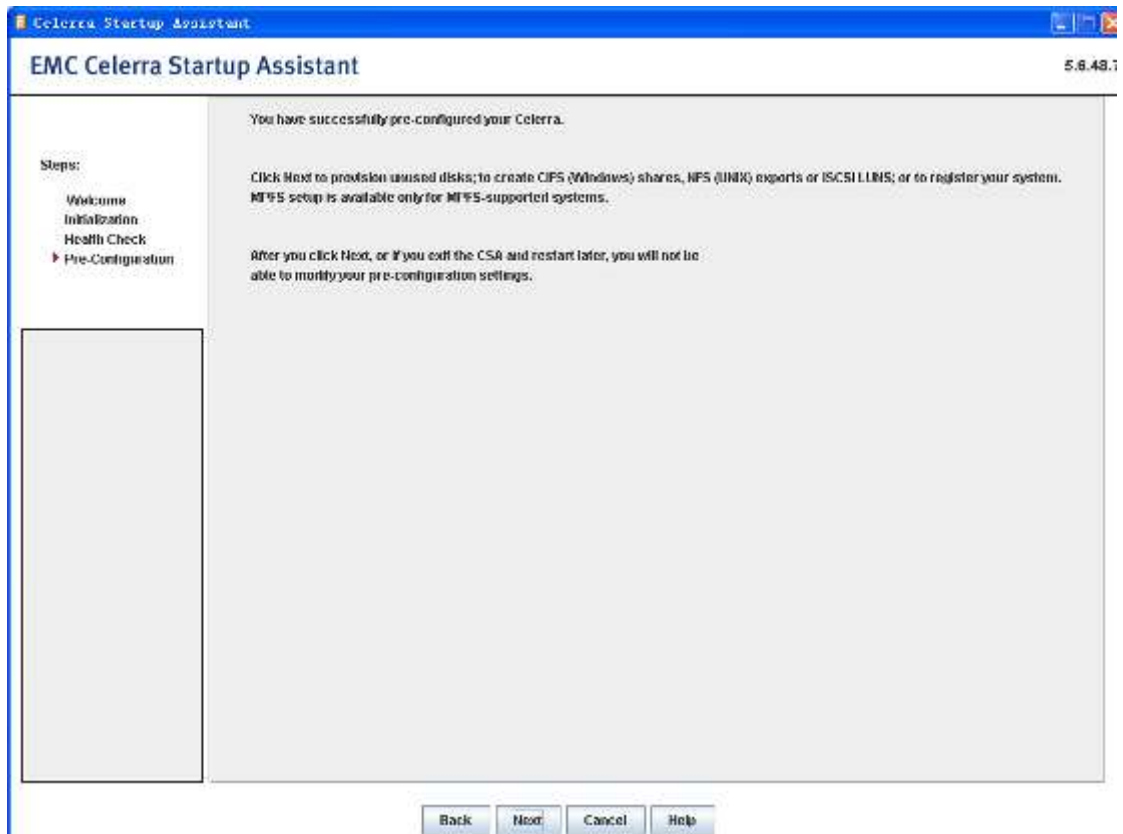 Celerra Startup Assistant
EMC Celerra Startup Assistant
5.6.48.7
You have successfully pre-configured your Celerra.
Steps:
Click Next to provision unused disks; to create CIFS (Windows) shares, NFS (UNIX) exports or iSCSI LUNS; or to register your system.
MPFS setup is available only for MPFS-supported systems.
Welcome
Initialization
Health Check
Pre-Configuration
After you click Next, or if you exit the CSA and restart later, you will not be
able to modify your pre-configuration settings.
Back Next Cancel Help